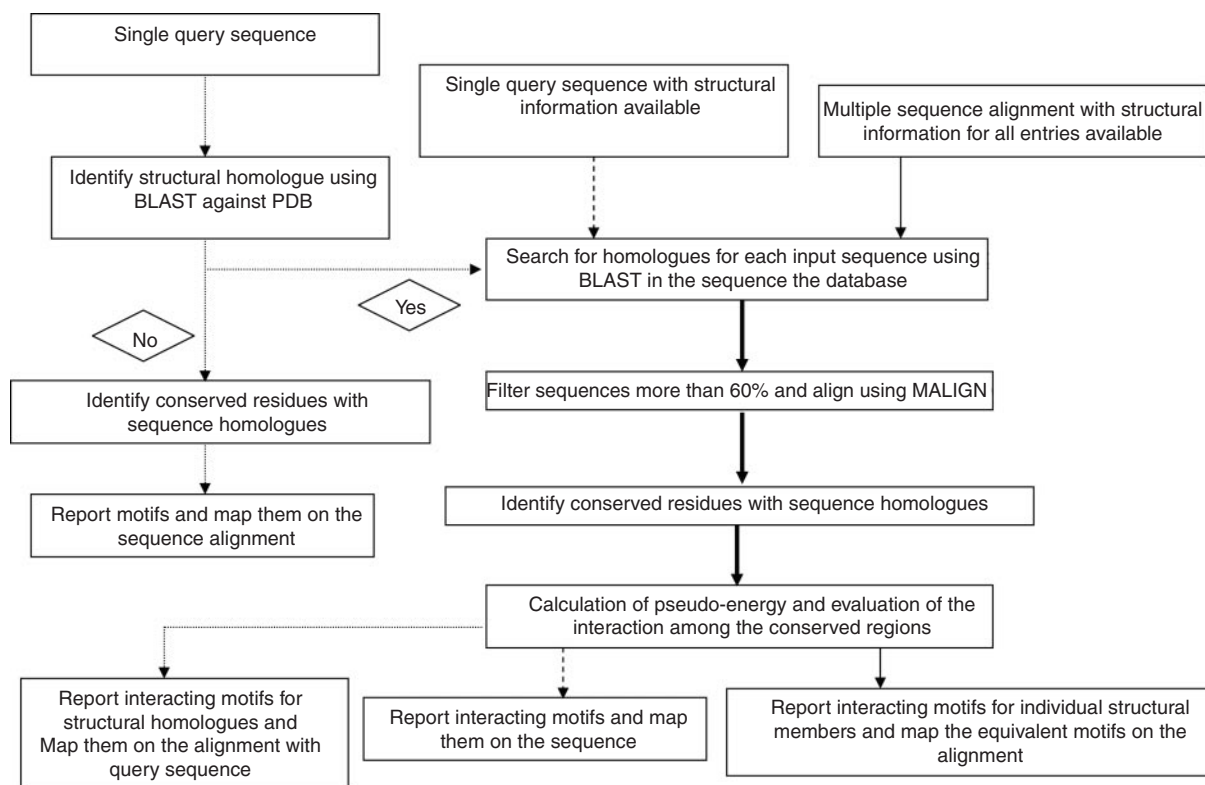 Single query sequence
Single query sequence with structural
information available
Multiple sequence alignment with structural
information for all entries available
Identify structural homologue using
BLAST against PDB
Search for homologues for each input sequence using
BLAST in the sequence the database
Yes
No
Filter sequences more than 60% and align using MALIGN
Identify conserved residues with
sequence homologues
Identify conserved residues with sequence homologues
Report motifs and map them on the
sequence alignment
Calculation of pseudo-energy and evaluation of the
interaction among the conserved regions
Report interacting motifs for
structural homologues and
Map them on the alignment with
query sequence
Report interacting motifs and map
them on the sequence
Report interacting motifs for individual structural
members and map the equivalent motifs on the
alignment